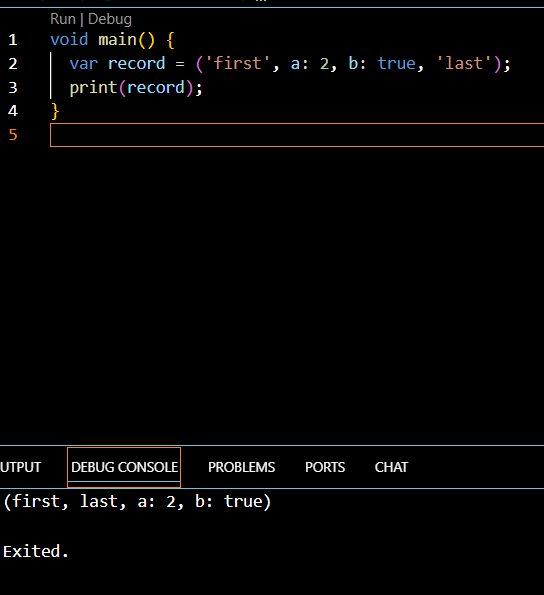 Run | Debug
1 void main() {
2 var record = ('first', a: 2, b: true, 'last');
3 print(record);
4 }
5
UTPUT DEBUG CONSOLE PROBLEMS PORTS CHAT
(first, last, a: 2, b: true)
Exited.